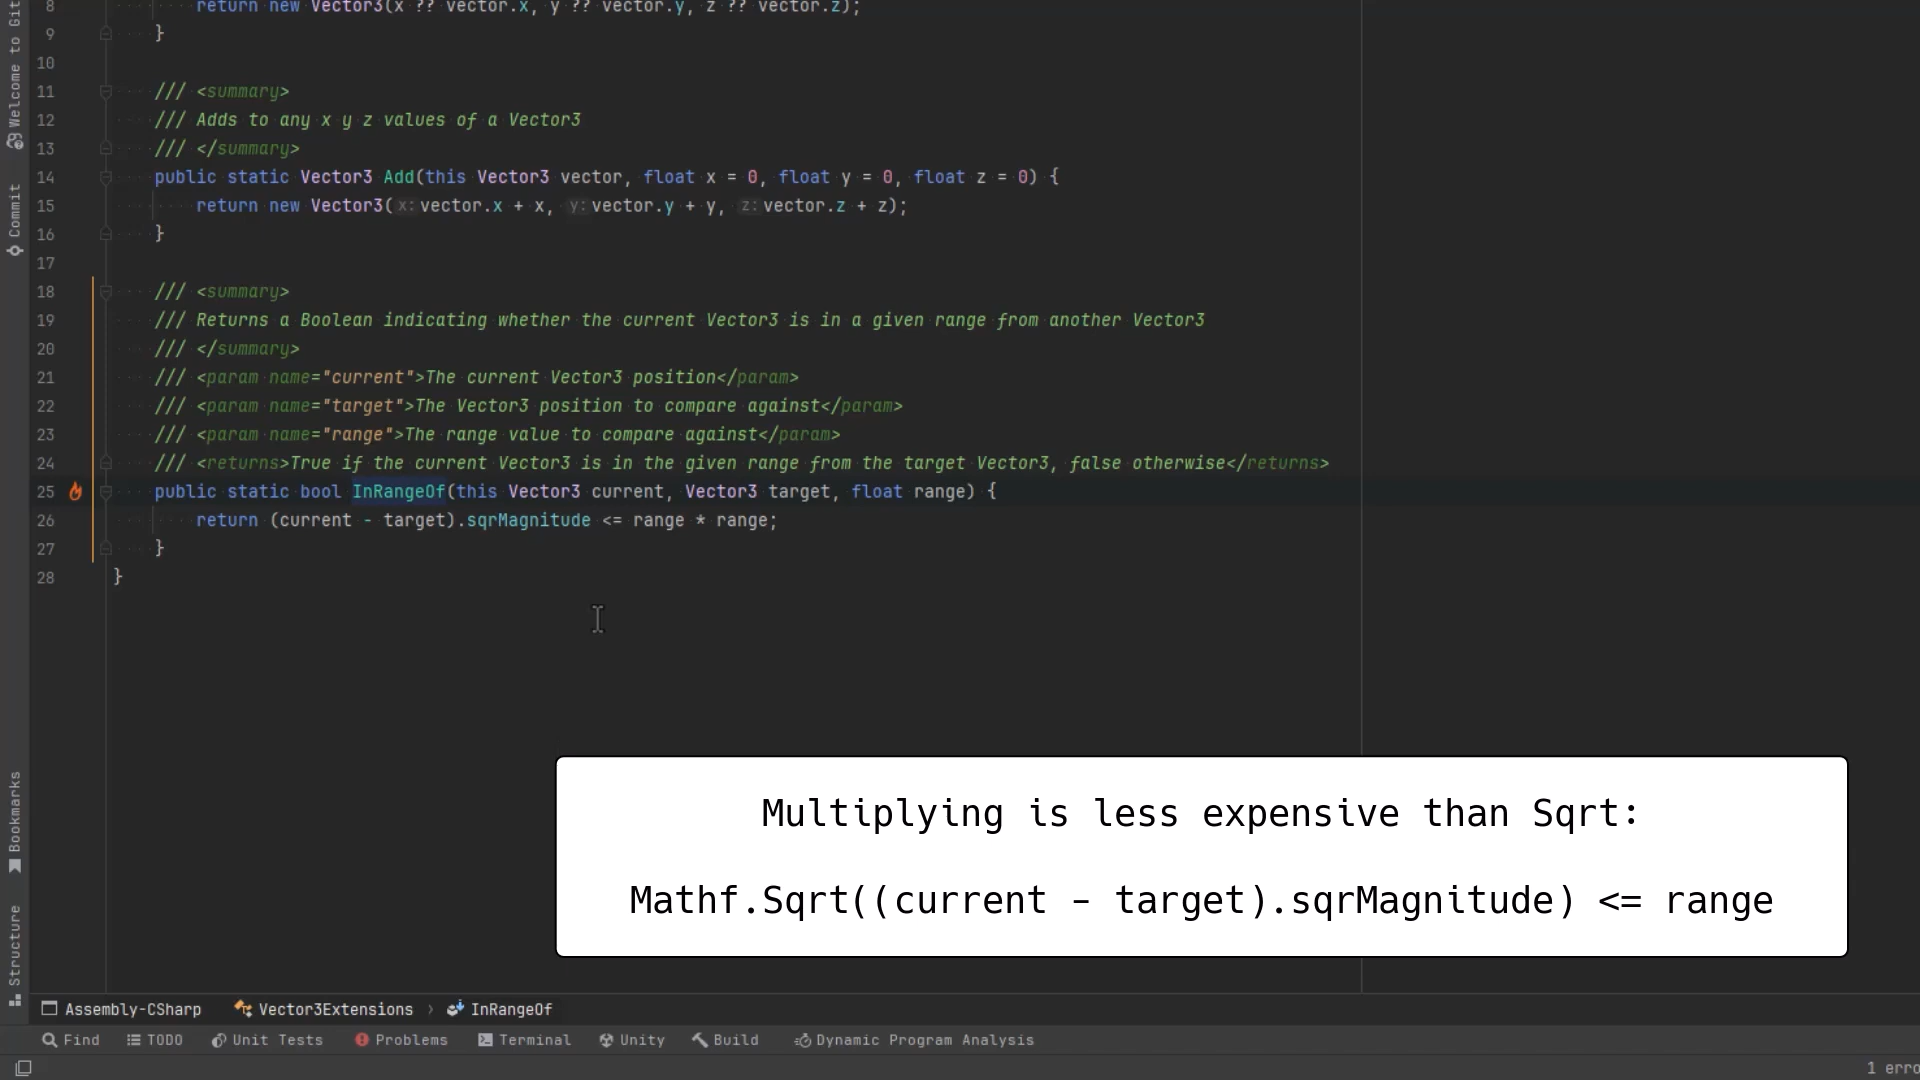 8 return new Vector3(x ?? vector.x, y ?? vector.y, z ?? vector.z);
9 }
10
11 /// <summary>
12 /// Adds to any x y z values of a Vector3
13 /// </summary>
14 public static Vector3 Add(this Vector3 vector, float x = 0, float y = 0, float z = 0) {
15 return new Vector3( x: vector.x + x, y: vector.y + y, z: vector.z + z);
16 }
17
18 /// <summary>
19 /// Returns a Boolean indicating whether the current Vector3 is in a given range from another Vector3
20 /// </summary>
21 /// <param name="current">The current Vector3 position</param>
22 /// <param name="target">The Vector3 position to compare against</param>
23 /// <param name="range">The range value to compare against</param>
24 /// <returns>True if the current Vector3 is in the given range from the target Vector3, false otherwise</returns>
25 public static bool InRangeOf(this Vector3 current, Vector3 target, float range) {
26 return (current - target).sqrMagnitude <= range * range;
27 }
28 }
Welcome to Git
Commit
Bookmarks
Structure
Multiplying is less expensive than Sqrt:
Mathf.Sqrt((current - target).sqrMagnitude) <= range
Assembly-CSharp Vector3Extensions › InRangeOf
Find TODO Unit Tests Problems Terminal Unity Build Dynamic Program Analysis
1 erro